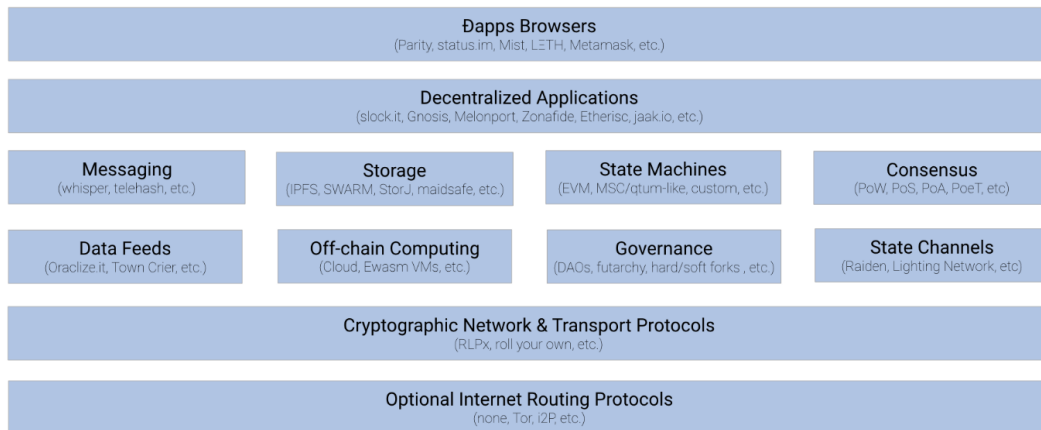 Ðapps Browsers
(Parity, status.im, Mist, LΞTH, Metamask, etc.)
Decentralized Applications
(slock.it, Gnosis, Melonport, Zonafide, Etherisc, jaak.io, etc.)
Messaging
(whisper, telehash, etc.)
Storage
(IPFS, SWARM, StorJ, maidsafe, etc.)
State Machines
(EVM, MSC/qtum-like, custom, etc.)
Consensus
(PoW, PoS, PoA, PoeT, etc)
Data Feeds
(Oraclize.it, Town Crier, etc.)
Off-chain Computing
(Cloud, Ewasm VMs, etc.)
Governance
(DAOs, futarchy, hard/soft forks , etc.)
State Channels
(Raiden, Lighting Network, etc)
Cryptographic Network & Transport Protocols
(RLPx, roll your own, etc.)
Optional Internet Routing Protocols
(none, Tor, i2P, etc.)